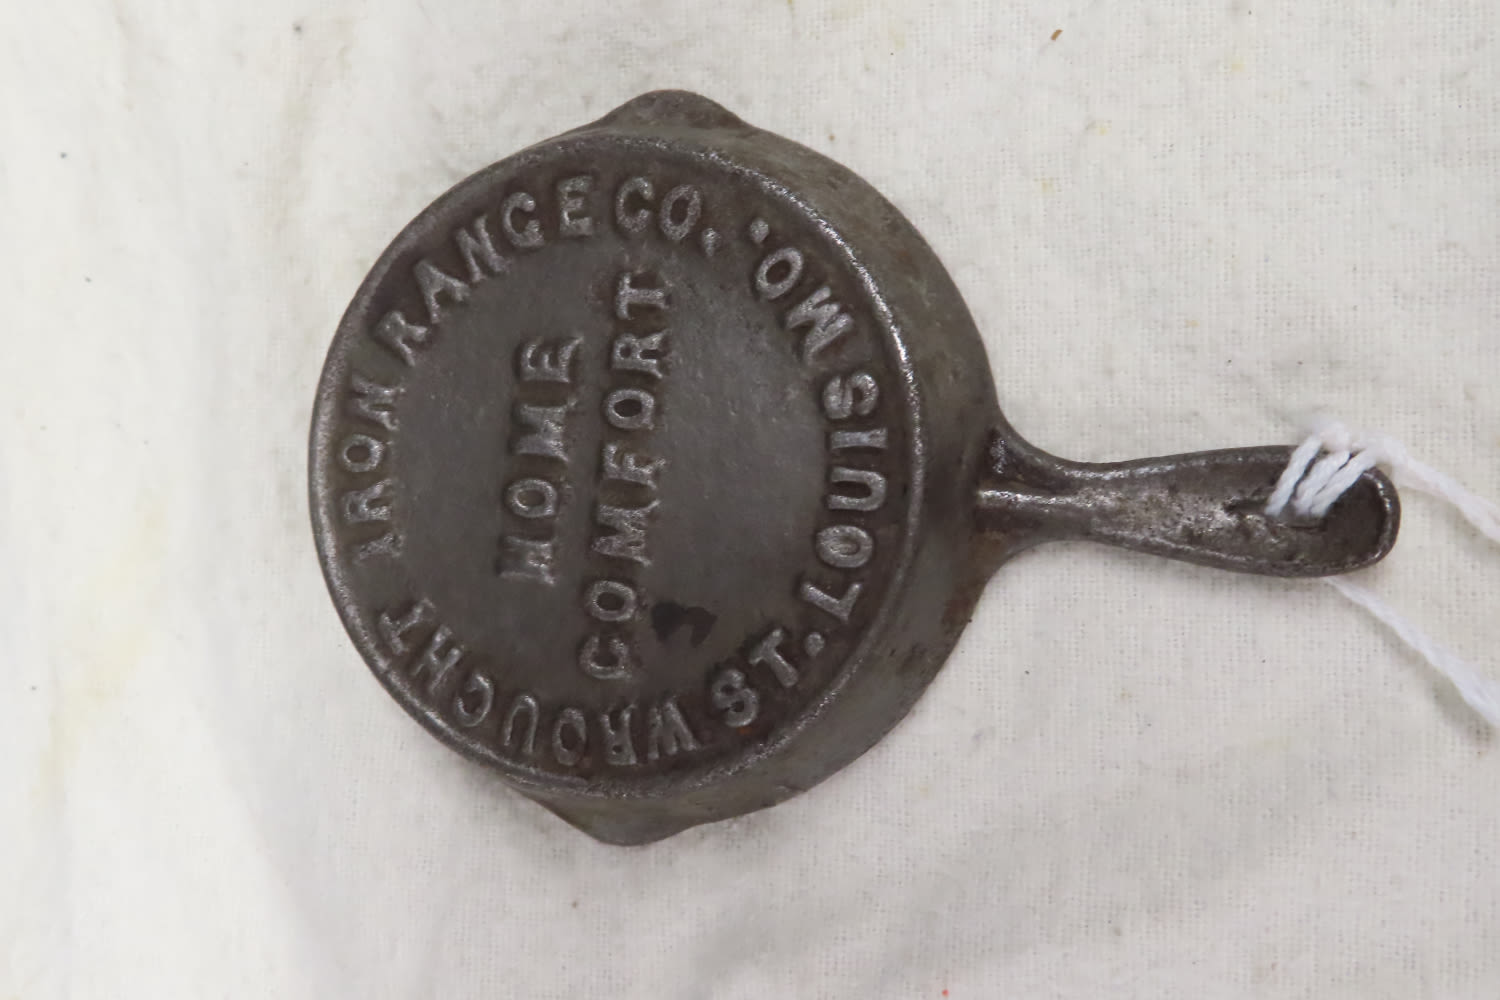 WROUGHT IRON RANGE CO.
HOME
COMFORT
ST. LOUIS MO.